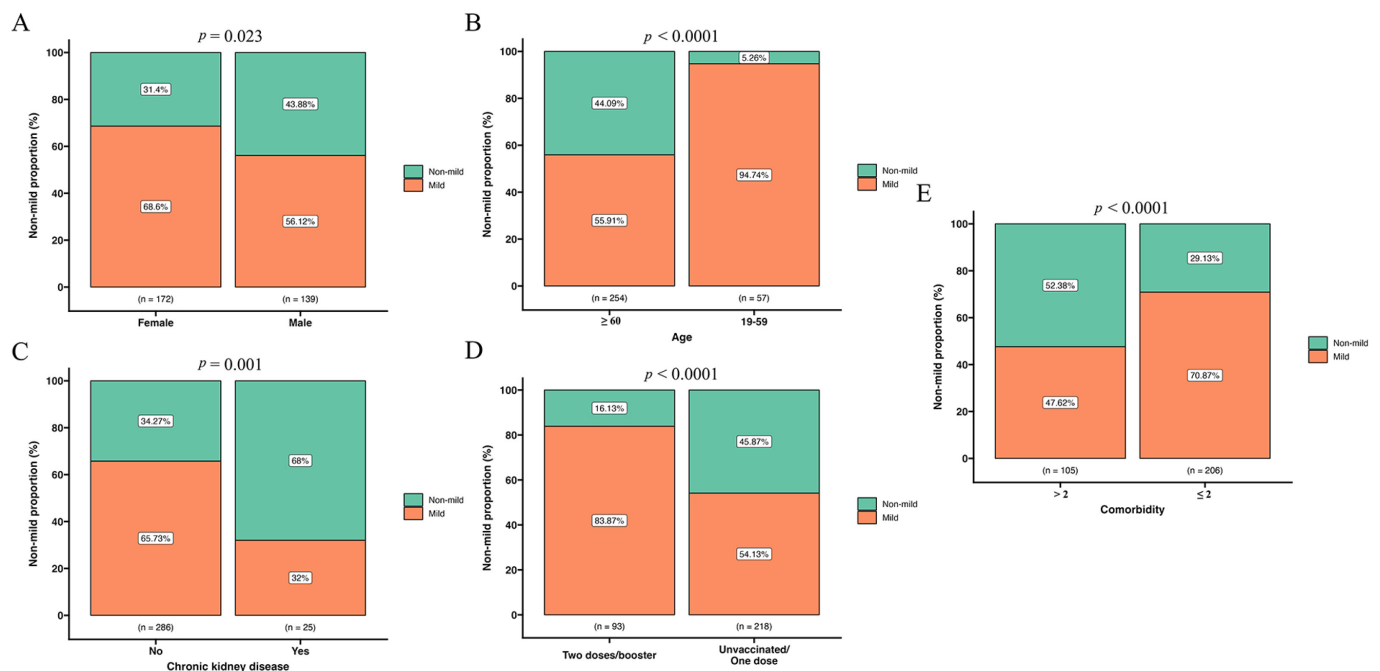 A
p = 0.023
Non-mild proportion (%)
100
80
60
40
20
0
31.4%
43.88%
68.6%
56.12%
(n = 172)
(n = 139)
Female
Male
Non-mild
Mild
B
p < 0.0001
Non-mild proportion (%)
100
80
60
40
20
0
5.26%
44.09%
94.74%
55.91%
(n = 254)
(n = 57)
≥ 60
19-59
Age
Non-mild
Mild
C
p = 0.001
Non-mild proportion (%)
100
80
60
40
20
0
34.27%
68%
65.73%
32%
(n = 286)
(n = 25)
No
Yes
Chronic kidney disease
Non-mild
Mild
D
p < 0.0001
Non-mild proportion (%)
100
80
60
40
20
0
16.13%
45.87%
83.87%
54.13%
(n = 93)
(n = 218)
Two doses/booster
Unvaccinated/
One dose
Non-mild
Mild
E
p < 0.0001
Non-mild proportion (%)
100
80
60
40
20
0
29.13%
52.38%
70.87%
47.62%
(n = 105)
(n = 206)
> 2
≤ 2
Comorbidity
Non-mild
Mild